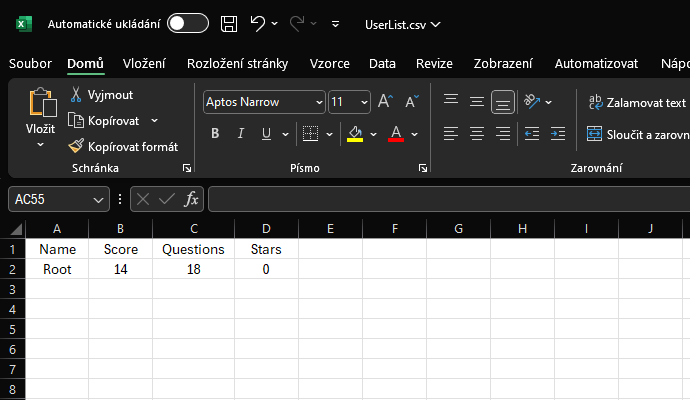 Automatické ukládání UserList.csv
Soubor Domů Vložení Rozložení stránky Vzorce Data Revize Zobrazení Automatizovat Nápo
Vložit
Vyjmout
Kopírovat
Kopírovat formát
Schránka
Aptos Narrow 11 A A
B I U A
Písmo
ab
c
Zalamovat text
Sloučit a zarovn
Zarovnání
AC55 fx
A B C D E F G H I J
1 Name Score Questions Stars
2 Root 14 18 0
3
4
5
6
7
8